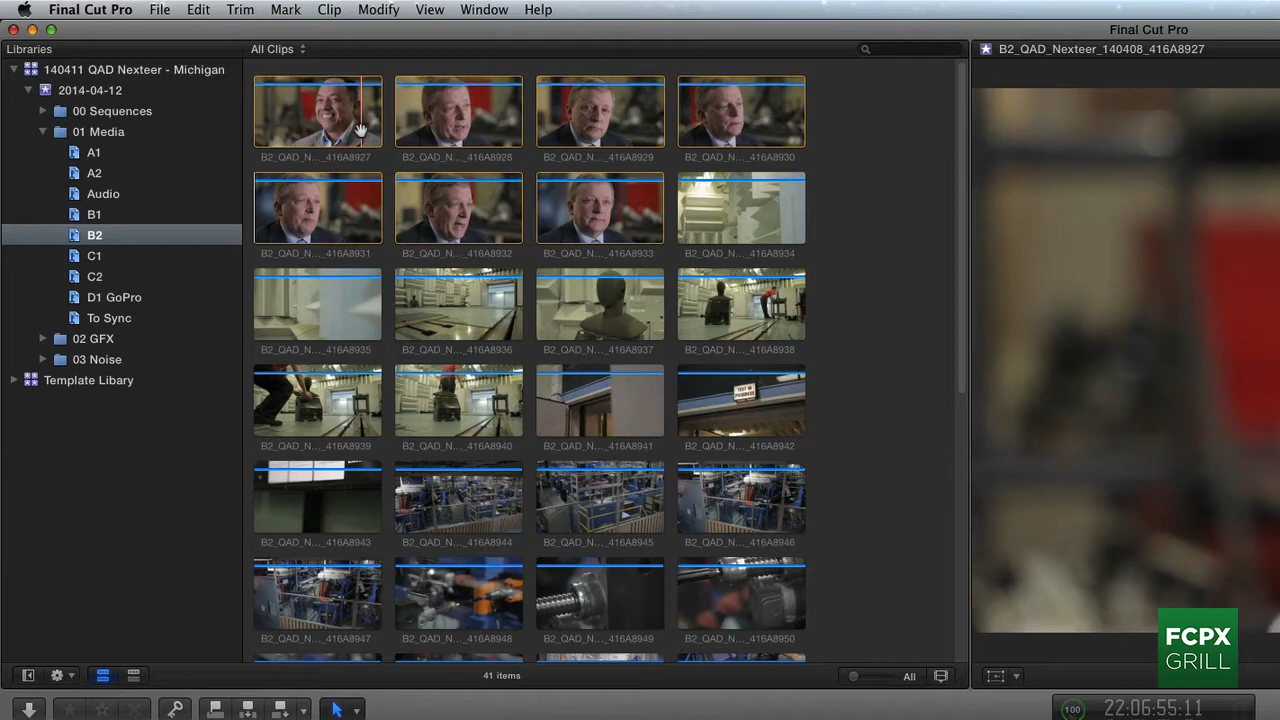 Final Cut Pro File Edit Trim Mark Clip Modify View Window Help
Final Cut Pro
Libraries
All Clips
B2_QAD_Nexteer_140408_416A8927
140411 QAD Nexteer - Michigan
2014-04-12
00 Sequences
01 Media
A1
A2
Audio
B1
B2
C1
C2
D1 GoPro
To Sync
02 GFX
03 Noise
Template Libary
B2_QAD_N..._416A8927 B2_QAD_N..._416A8928 B2_QAD_N..._416A8929 B2_QAD_N..._416A8930
B2_QAD_N..._416A8931 B2_QAD_N..._416A8932 B2_QAD_N..._416A8933 B2_QAD_N..._416A8934
B2_QAD_N..._416A8935 B2_QAD_N..._416A8936 B2_QAD_N..._416A8937 B2_QAD_N..._416A8938
B2_QAD_N..._416A8939 B2_QAD_N..._416A8940 B2_QAD_N..._416A8941 B2_QAD_N..._416A8942
TEST IN
PROGRESS
B2_QAD_N..._416A8943 B2_QAD_N..._416A8944 B2_QAD_N..._416A8945 B2_QAD_N..._416A8946
B2_QAD_N..._416A8947 B2_QAD_N..._416A8948 B2_QAD_N..._416A8949 B2_QAD_N..._416A8950
41 items
All
FCPX
GRILL
100
22:06:55:11